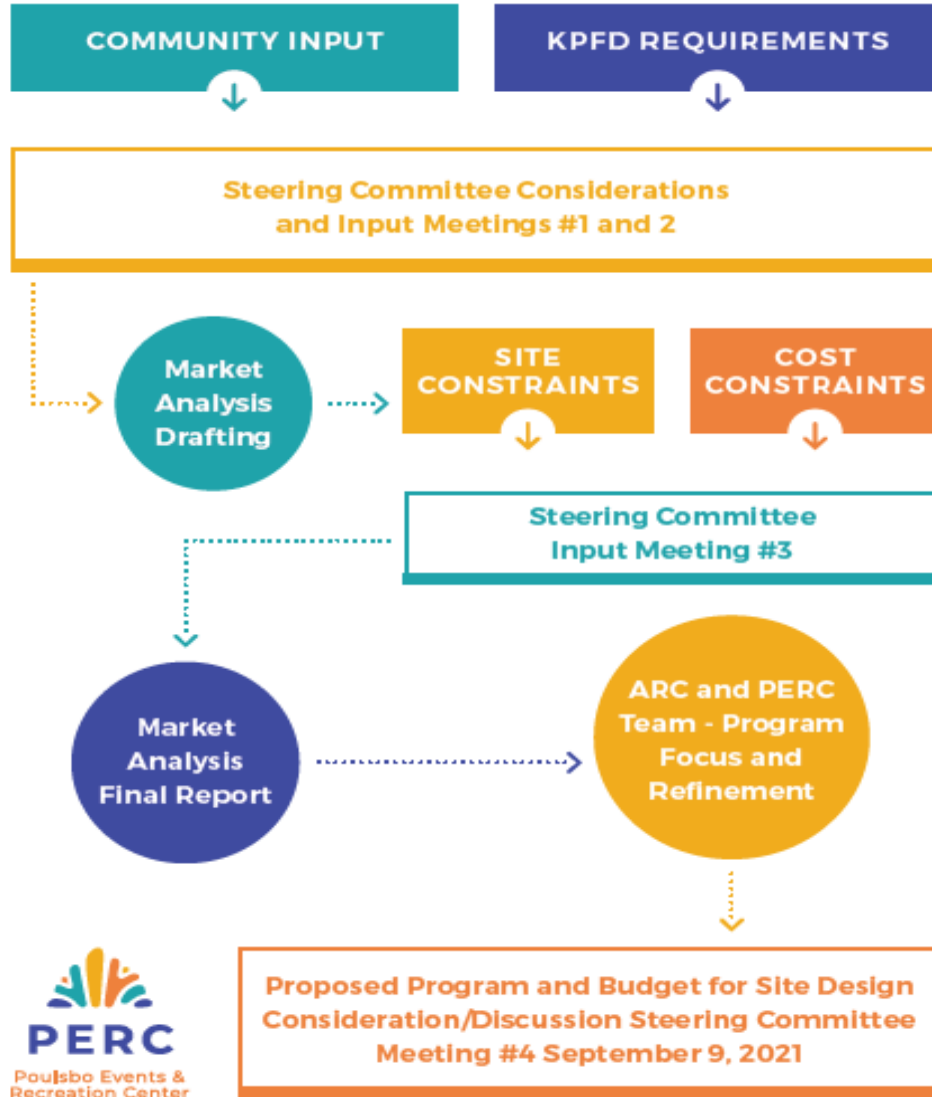 COMMUNITY INPUT
KPFD REQUIREMENTS
Steering Committee Considerations
and Input Meetings #1 and 2
Market
Analysis
Drafting
SITE
CONSTRAINTS
COST
CONSTRAINTS
Steering Committee
Input Meeting #3
Market
Analysis
Final Report
ARC and PERC
Team - Program
Focus and
Refinement
PERC
Poulsbo Events &
Recreation Center
Proposed Program and Budget for Site Design
Consideration/Discussion Steering Committee
Meeting #4 September 9, 2021